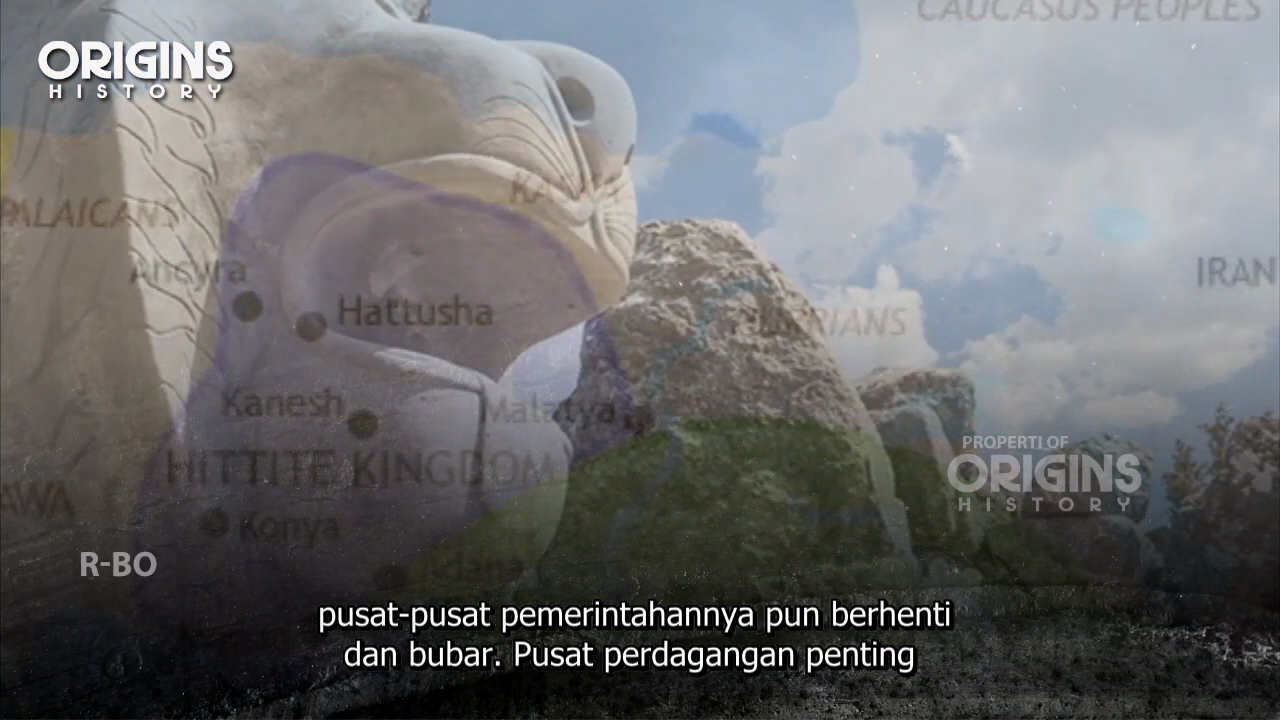 CAUCASUS PEOPLES
ORIGINS
HISTORY
PALAICANS
Ancyra
IRAN
Hattusha
Kanesh
Malatya
HITTITE KINGDOM
AWA
Konya
PROPERTI OF
ORIGINS
HISTORY
R-BO
pusat-pusat pemerintahannya pun berhenti
dan bubar. Pusat perdagangan penting